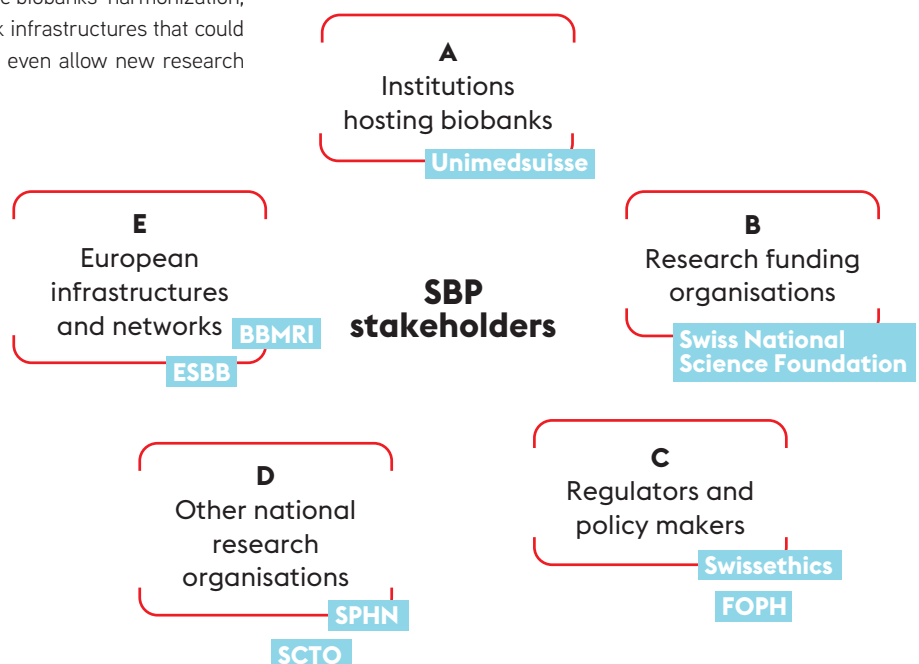 biobanks' harmonization,
infrastructures that could
even allow new research
A
Institutions
hosting biobanks
Unimedsuisse
E
European
infrastructures
and networks
BBMRI
ESBB
SBP
stakeholders
B
Research funding
organisations
Swiss National
Science Foundation
D
Other national
research
organisations
SPHN
SCTO
C
Regulators and
policy makers
Swissethics
FOPH